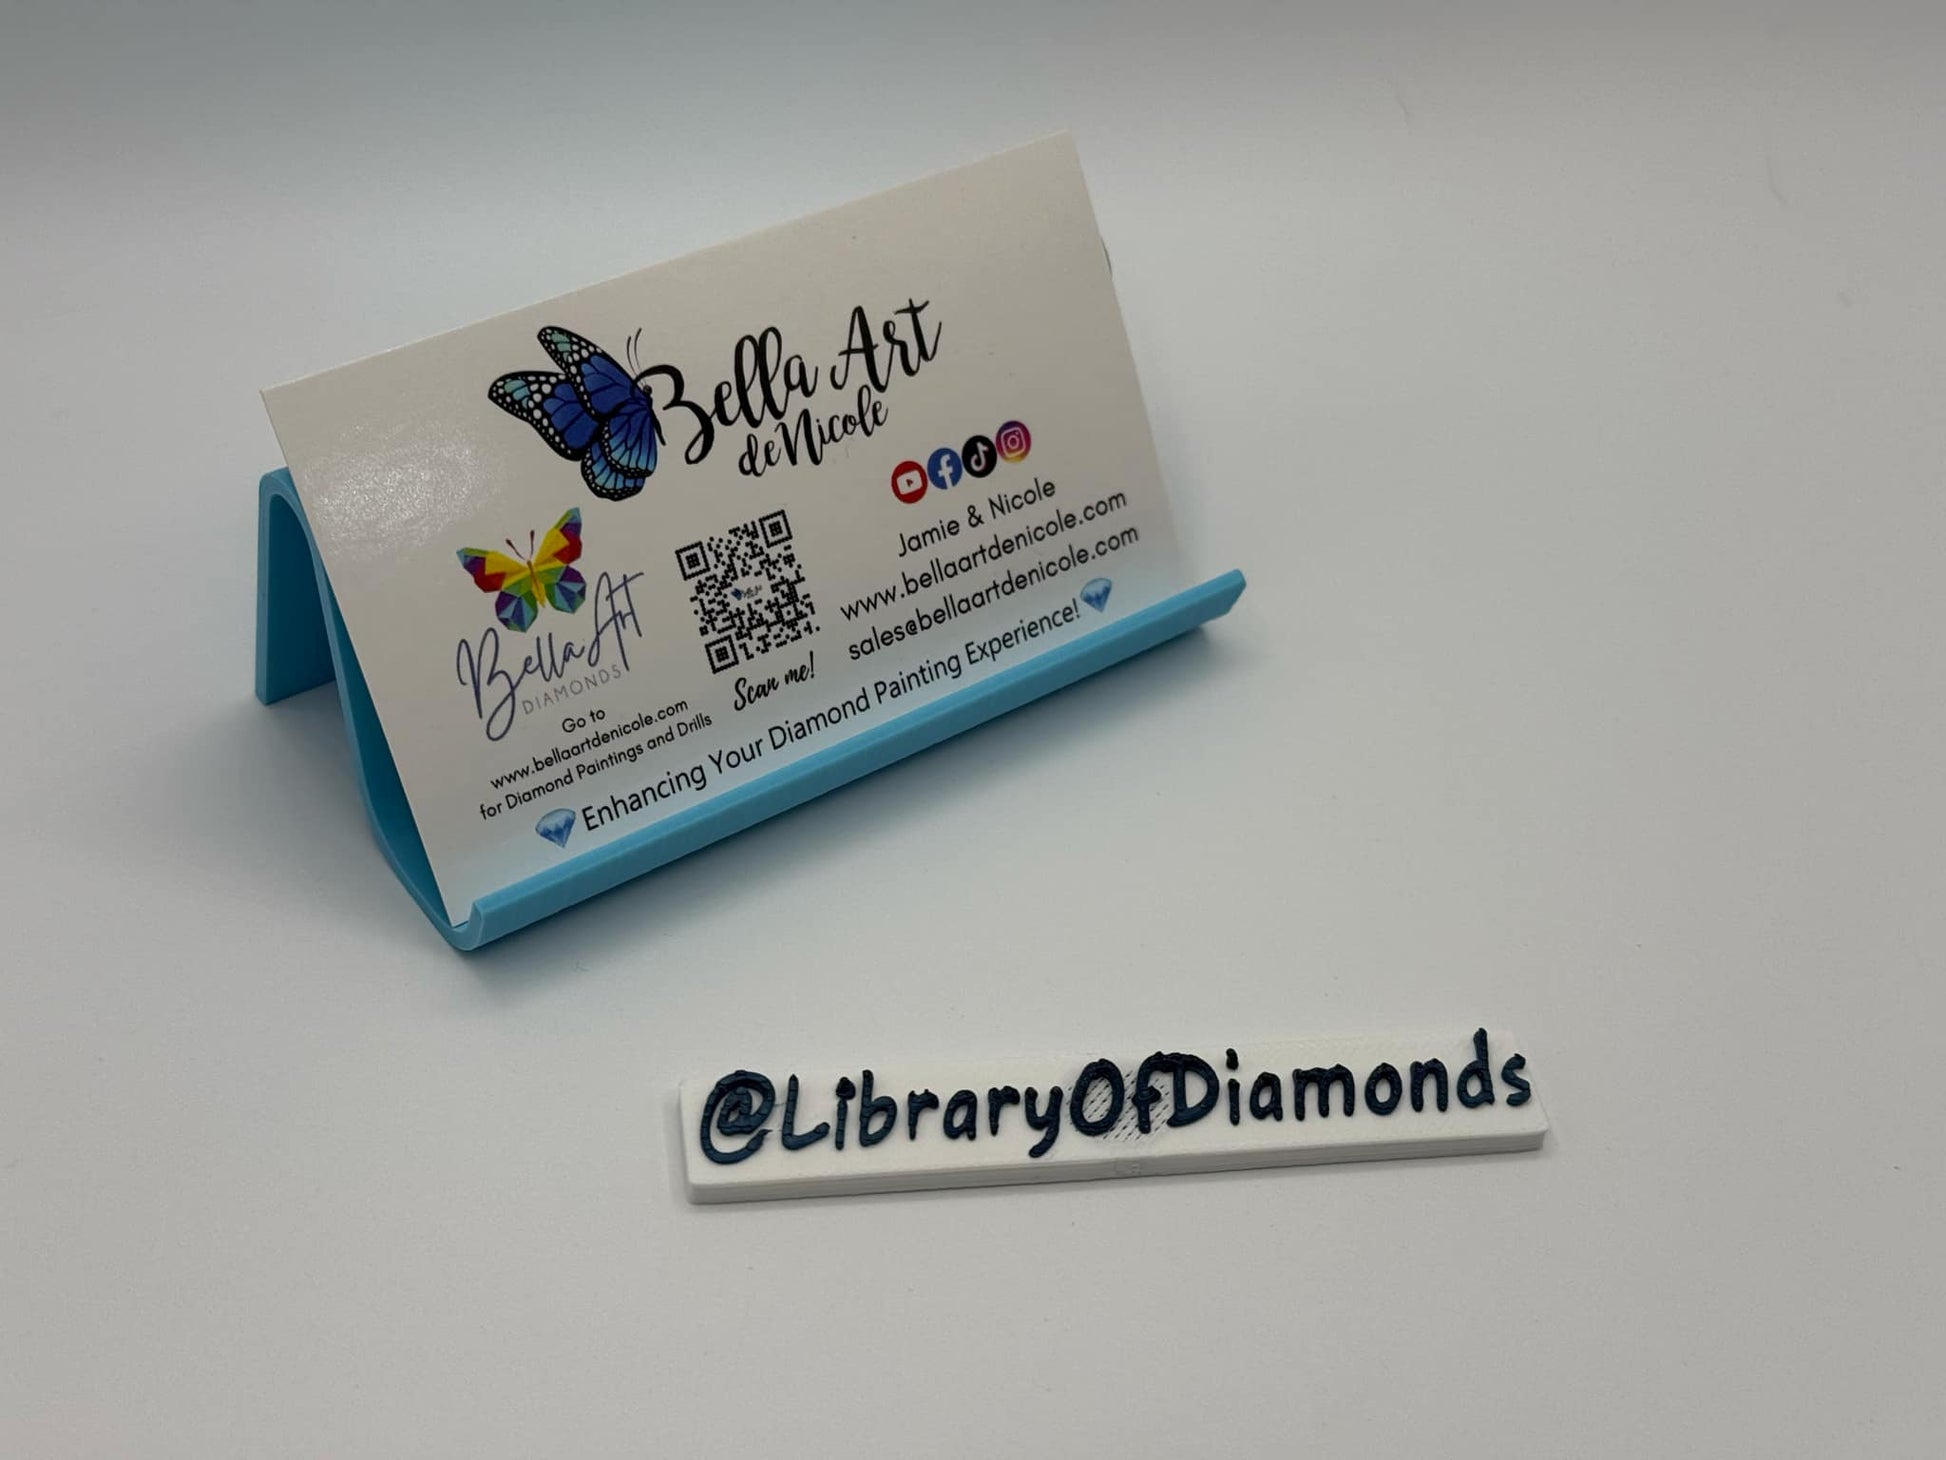 Bella Art
deNicole
Jamie & Nicole
www.bellaartdenicole.com
sales@bellaartdenicole.com
Bella Art
DIAMONDS
Go to
www.bellaartdenicole.com
for Diamond Paintings and Drills
Scan me!
Enhancing Your Diamond Painting Experience!
@LibraryOfDiamonds